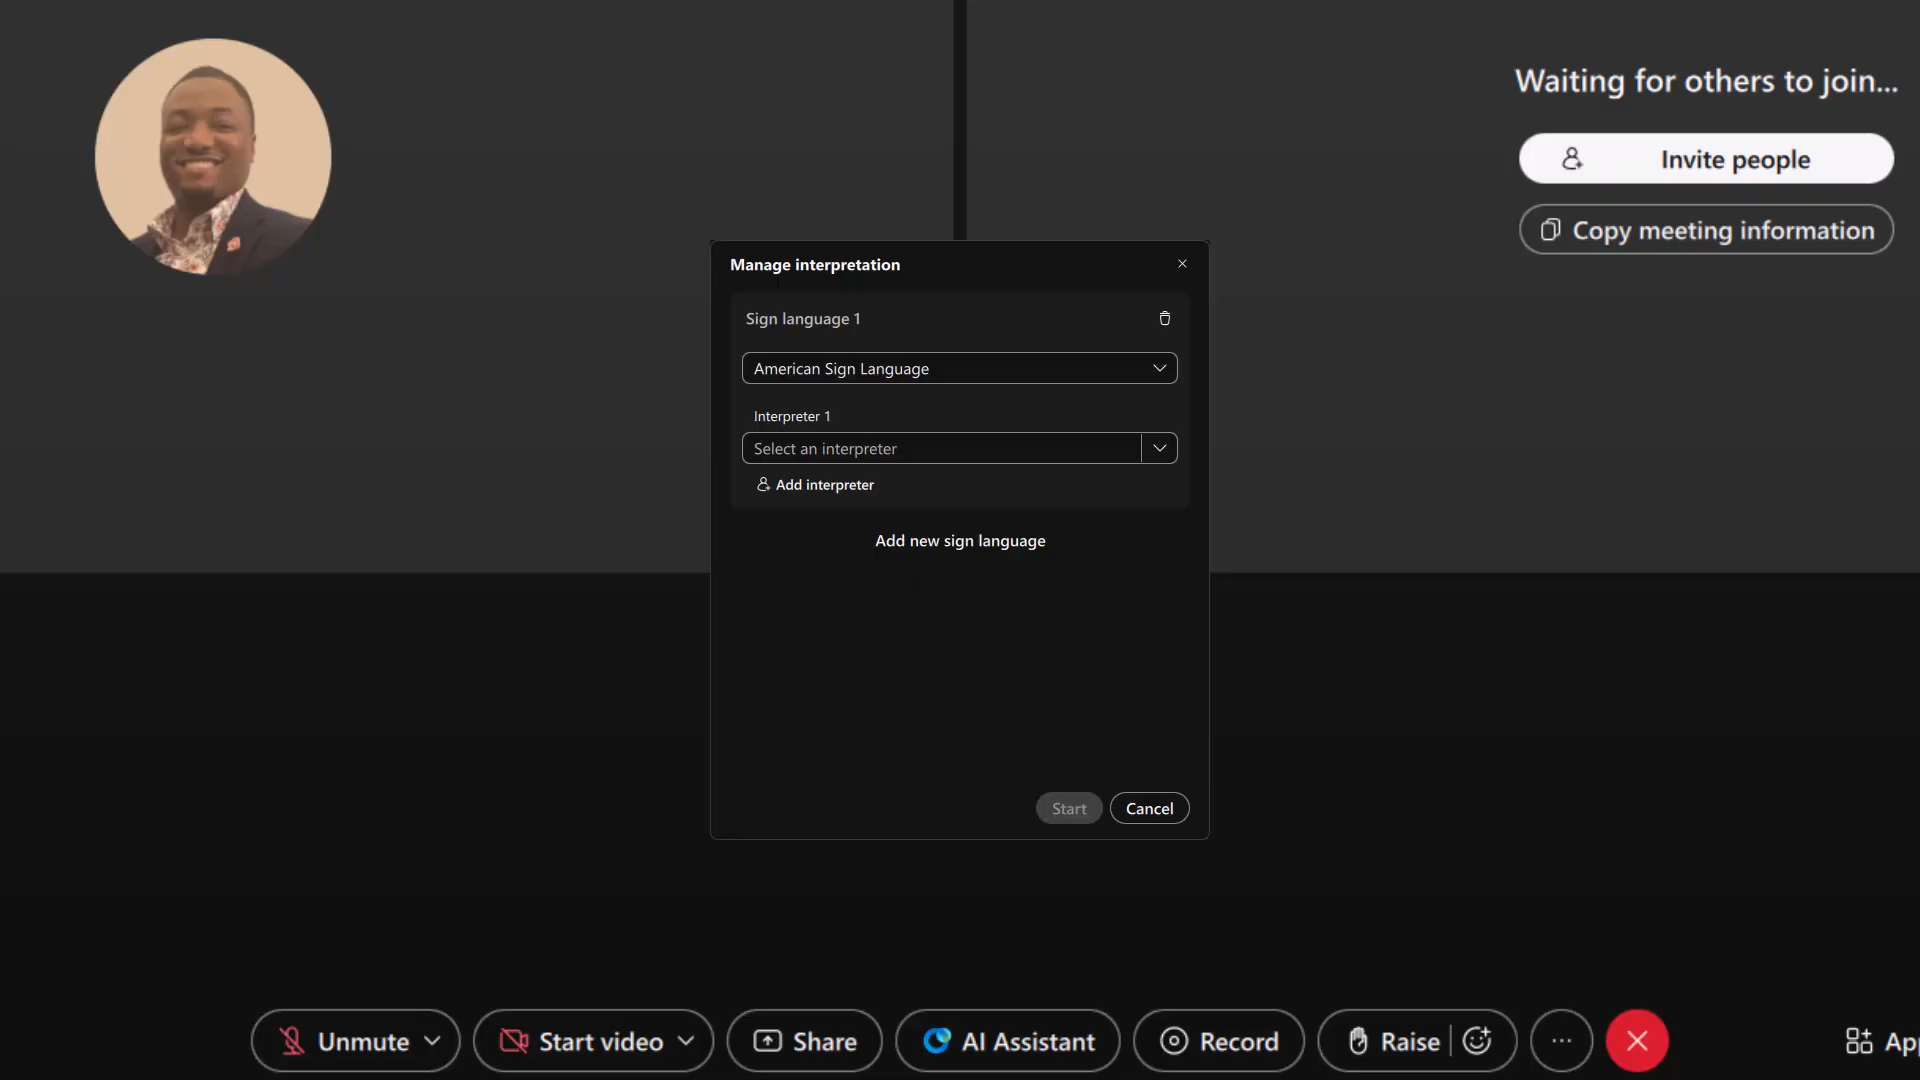 Waiting for others to join...
Invite people
Copy meeting information
Manage interpretation
Sign language 1
American Sign Language
Interpreter 1
Select an interpreter
Add interpreter
Add new sign language
Start
Cancel
Unmute
Start video
Share
AI Assistant
Record
Raise